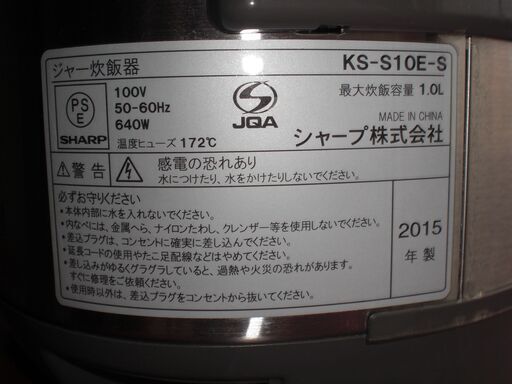 ジャー炊飯器 KS-S10E-S
PS
E
SHARP
100V
50-60Hz
640W 温度ヒューズ 172℃
JQA
最大炊飯容量 1.0L
MADE IN CHINA
シャープ株式会社
警告 感電の恐れあり
水につけたり、水をかけたりしないでください。
必ずお守りください
・本体内部に水を入れないでください。
・内なべには、金属へら、ナイロンたわし、クレンザー等を使用しないでください。
・差込プラグは、コンセントに確実に差し込んでください。
・延長コードの使用やたこ足配線などはやめてください。
・差し込みがゆるくグラグラしていると、過熱や火災の恐れがあります。
すぐに修理をご依頼ください。
・使用時以外は、差込プラグをコンセントから抜いてください。
2015
年製